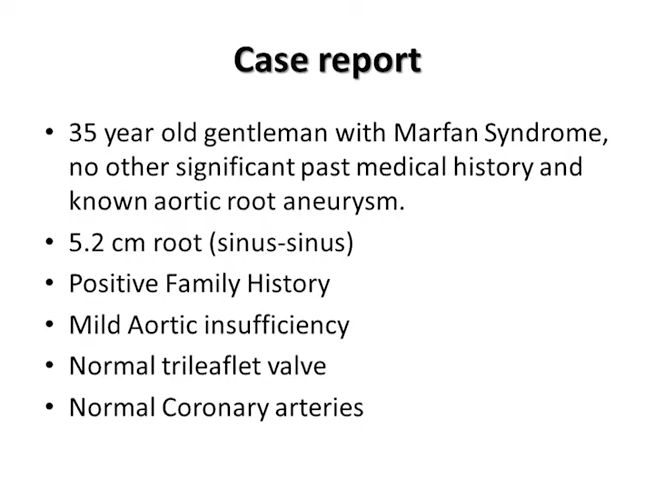 Case report
• 35 year old gentleman with Marfan Syndrome,
no other significant past medical history and
known aortic root aneurysm.
• 5.2 cm root (sinus-sinus)
• Positive Family History
• Mild Aortic insufficiency
• Normal trileaflet valve
• Normal Coronary arteries